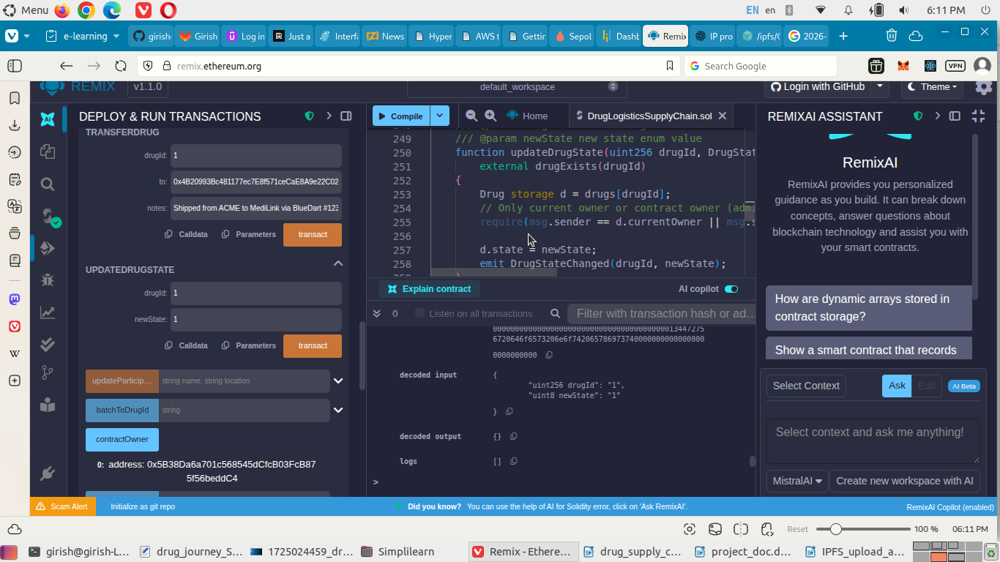 Menu
EN en 6:11 PM
e-learning girish Girish Log in Just a Interfa News Hyper AWS t Gettir Sepol Dashb Remix IP pro /ipfs/( 2026-
remix.ethereum.org Search Google VPN
REMIX v1.1.0 default_workspace Login with GitHub Theme
DEPLOY & RUN TRANSACTIONS
TRANSFERDRUG
drugId: 1
to: 0x4B20993Bc481177ec7E8f571ceCaE8A9e22C02
notes: Shipped from ACME to MediLink via BlueDart #123
Calldata Parameters transact
UPDATEDRUGSTATE
drugId: 1
newState: 1
Calldata Parameters transact
updateParticip... string name, string location
batchToDrugId string
contractOwner
0: address: 0x5B38Da6a701c568545dCfcB03FcB87
5f56beddC4
Compile Home DrugLogisticsSupplyChain.sol
249 /// @param newState new state enum value
250 function updateDrugState(uint256 drugId, DrugStat
251 external drugExists(drugId)
252 {
253 Drug storage d = drugs[drugId];
254 // Only current owner or contract owner (admi
255 require(msg.sender == d.currentOwner || msg.s
256
257 d.state = newState;
258 emit DrugStateChanged(drugId, newState);
Explain contract AI copilot
0 Listen on all transactions Filter with transaction hash or ad...
6720646f6573206e6f742065786973740000000000000000
0000000000
decoded input {
"uint256 drugId": "1",
"uint8 newState": "1"
}
decoded output {}
logs []
>
REMIXAI ASSISTANT
RemixAI
RemixAI provides you personalized
guidance as you build. It can break down
concepts, answer questions about
blockchain technology and assist you with
your smart contracts.
How are dynamic arrays stored in
contract storage?
Show a smart contract that records
Select Context Ask Edit AI Beta
Select context and ask me anything!
MistralAI Create new workspace with AI
Scam Alert Initialize as git repo Did you know? You can use the help of AI for Solidity error, click on 'Ask RemixAI'. RemixAI Copilot (enabled)
Reset 100 % 06:11 PM
girish@girish-L... drug_journey_S... 1725024459_dr... Simplilearn Remix - Ethere... drug_supply_c... project_doc.d... IPFS_upload_a...